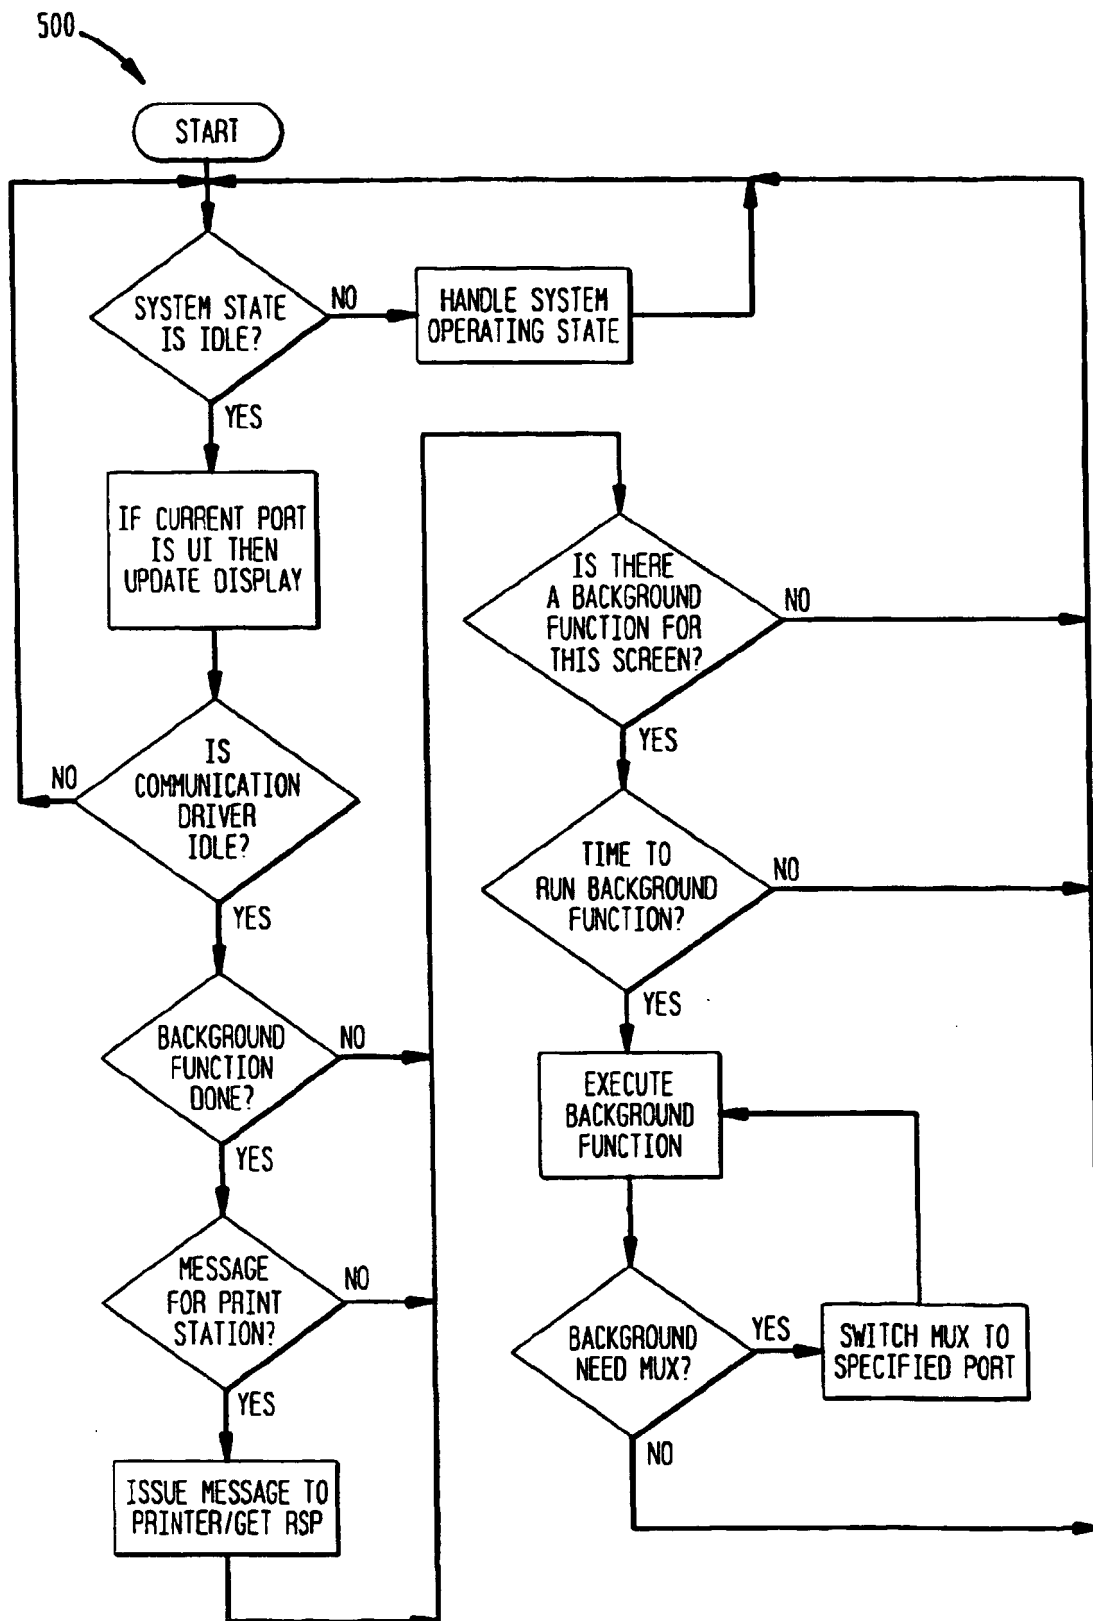 500
START
SYSTEM STATE
IS IDLE?
NO
HANDLE SYSTEM
OPERATING STATE
YES
IF CURRENT PORT
IS UI THEN
UPDATE DISPLAY
IS
COMMUNICATION
DRIVER
IDLE?
NO
YES
BACKGROUND
FUNCTION
DONE?
NO
YES
MESSAGE
FOR PRINT
STATION?
NO
YES
ISSUE MESSAGE TO
PRINTER/GET RSP
IS THERE
A BACKGROUND
FUNCTION FOR
THIS SCREEN?
NO
YES
TIME TO
RUN BACKGROUND
FUNCTION?
NO
YES
EXECUTE
BACKGROUND
FUNCTION
BACKGROUND
NEED MUX?
YES
SWITCH MUX TO
SPECIFIED PORT
NO